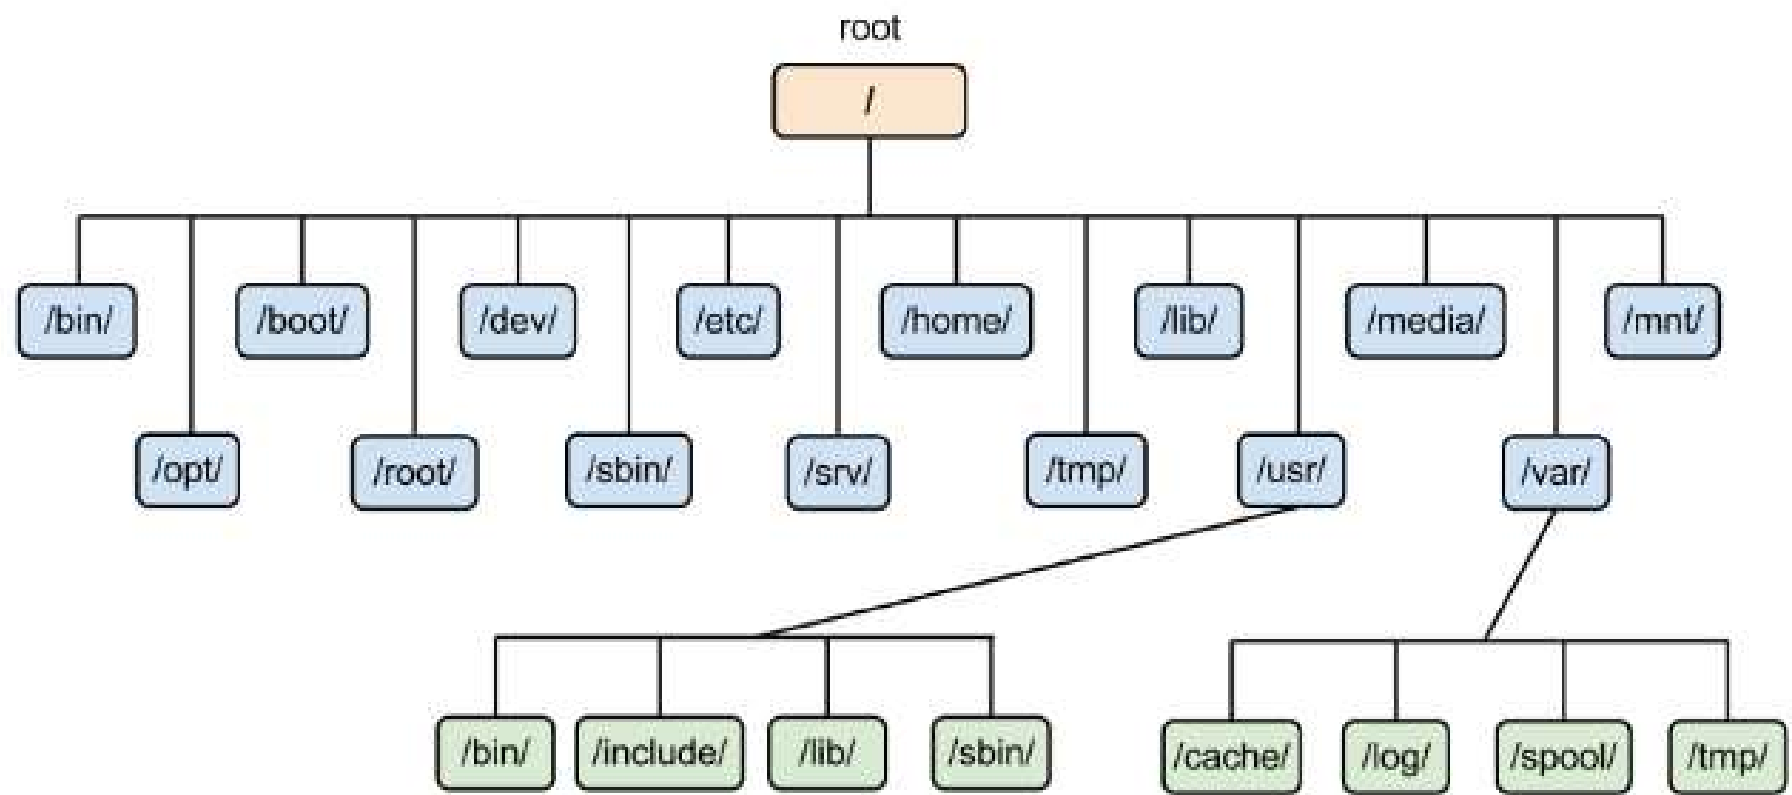 root
/
/bin/
/boot/
/dev/
/etc/
/home/
/lib/
/media/
/mnt/
/opt/
/root/
/sbin/
/srv/
/tmp/
/usr/
/var/
/bin/
/include/
/lib/
/sbin/
/cache/
/log/
/spool/
/tmp/